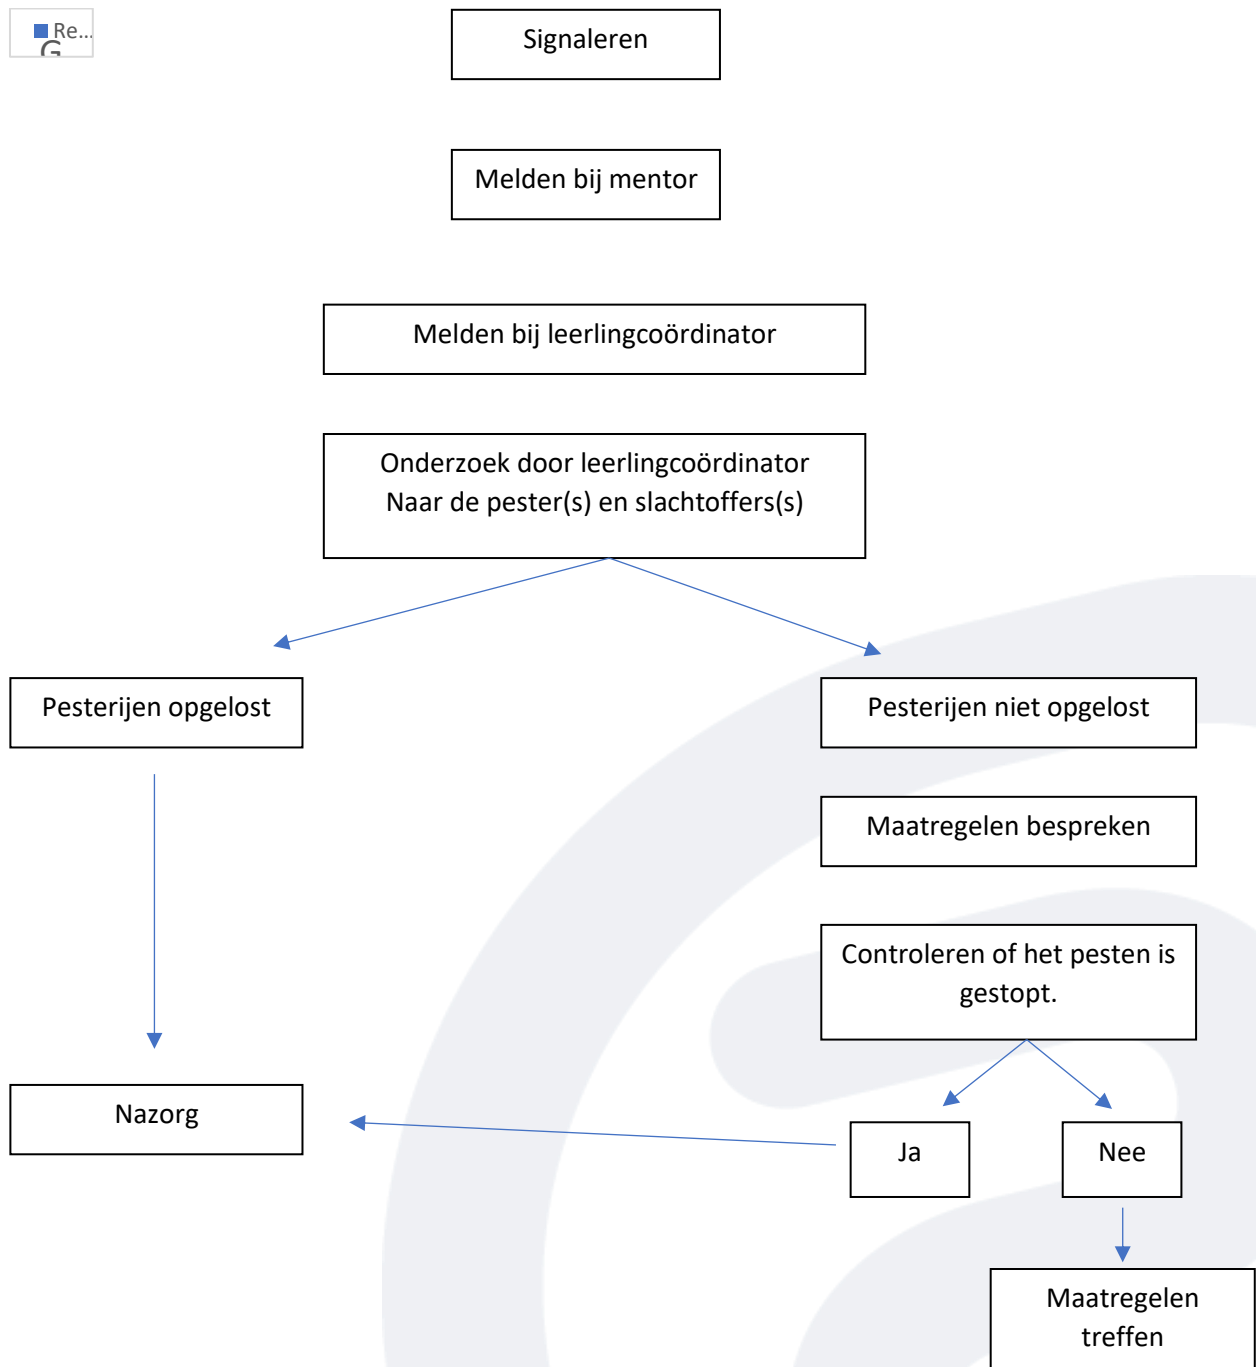 Re...
G
Signaleren
Melden bij mentor
Melden bij leerlingcoördinator
Onderzoek door leerlingcoördinator
Naar de pester(s) en slachtoffers(s)
Pesterijen opgelost
Pesterijen niet opgelost
Maatregelen bespreken
Controleren of het pesten is
gestopt.
Nazorg
Ja
Nee
Maatregelen
treffen